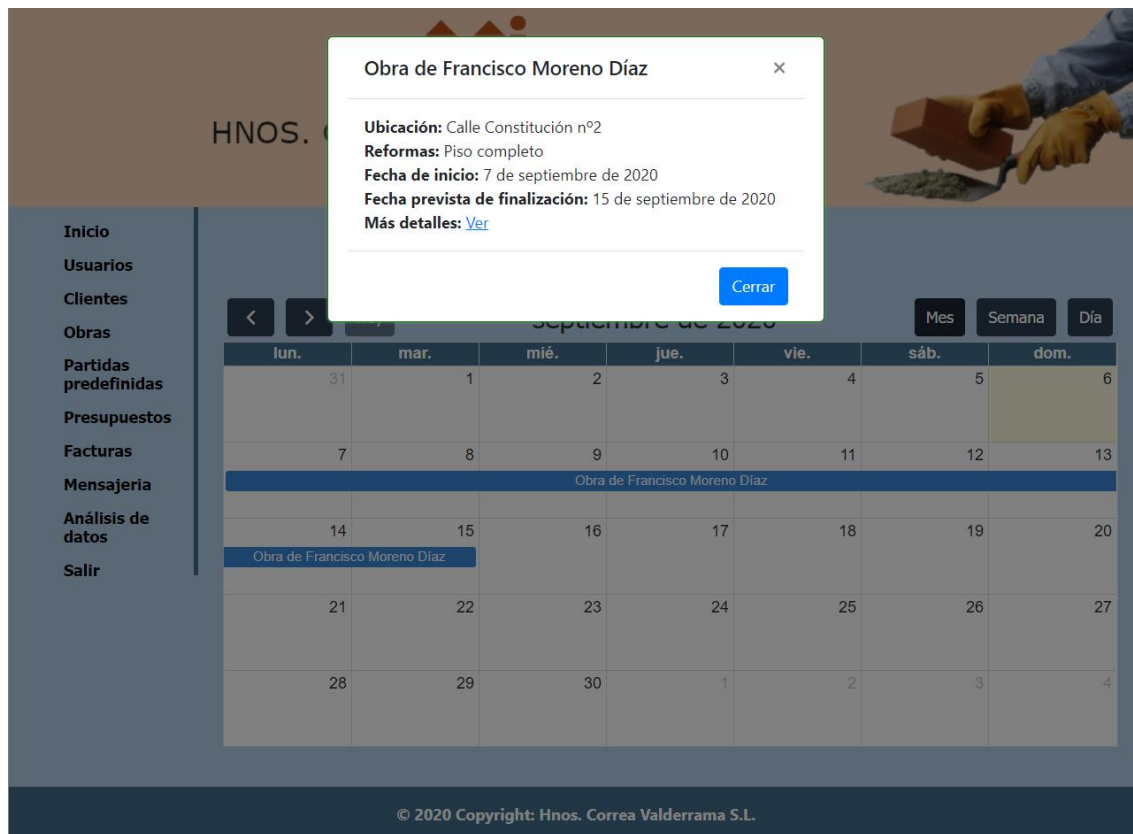 Obra de Francisco Moreno Díaz ×
Ubicación: Calle Constitución nº2
Reformas: Piso completo
Fecha de inicio: 7 de septiembre de 2020
Fecha prevista de finalización: 15 de septiembre de 2020
Más detalles: Ver
Cerrar
HNOS.
Inicio
Usuarios
Clientes
Obras
Partidas
predefinidas
Presupuestos
Facturas
Mensajeria
Análisis de
datos
Salir
< >
septiembre de 2020
Mes Semana Día
lun. mar. mié. jue. vie. sáb. dom.
31 1 2 3 4 5 6
7 8 9 10 11 12 13
Obra de Francisco Moreno Díaz
14 15 16 17 18 19 20
Obra de Francisco Moreno Díaz
21 22 23 24 25 26 27
28 29 30 1 2 3 4
© 2020 Copyright: Hnos. Correa Valderrama S.L.